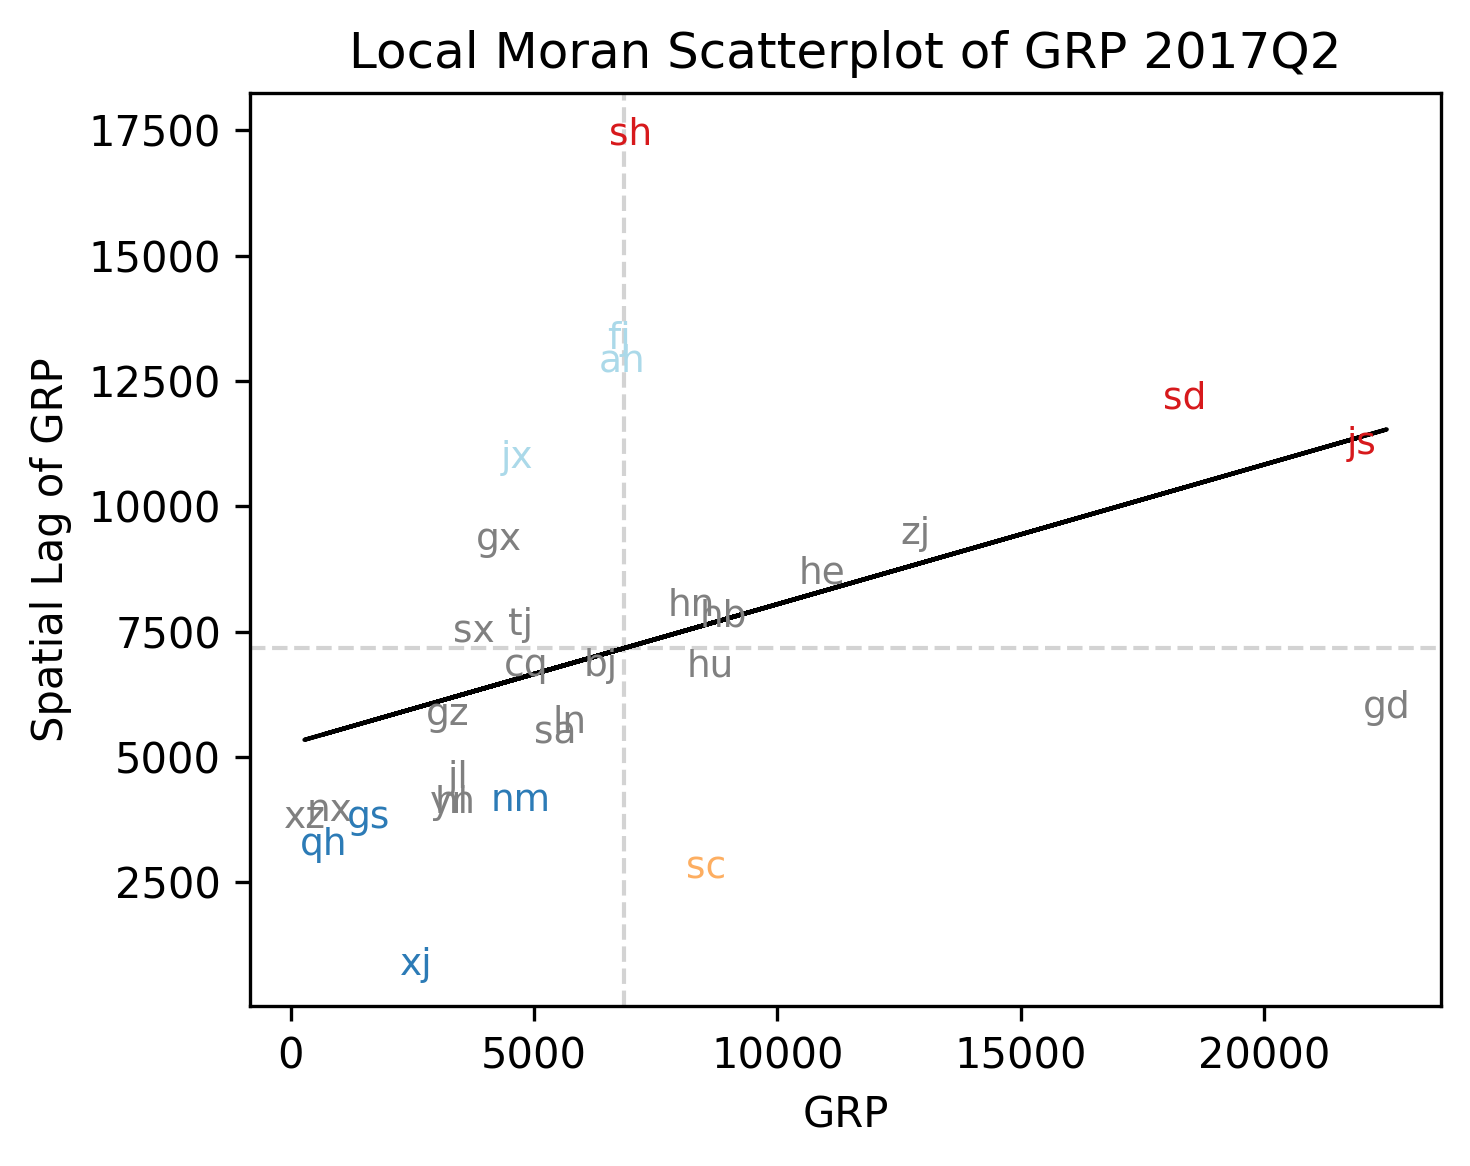 Local Moran Scatterplot of GRP 2017Q2
17500
15000
12500
10000
7500
5000
2500
Spatial Lag of GRP
sh
fj
ah
sd
js
jx
gx
zj
he
hn
hb
tj
sx
cq
bj
hu
gz
ln
sa
gd
jl
nm
nx
xz
gs
qh
sc
xj
0
5000
10000
15000
20000
GRP